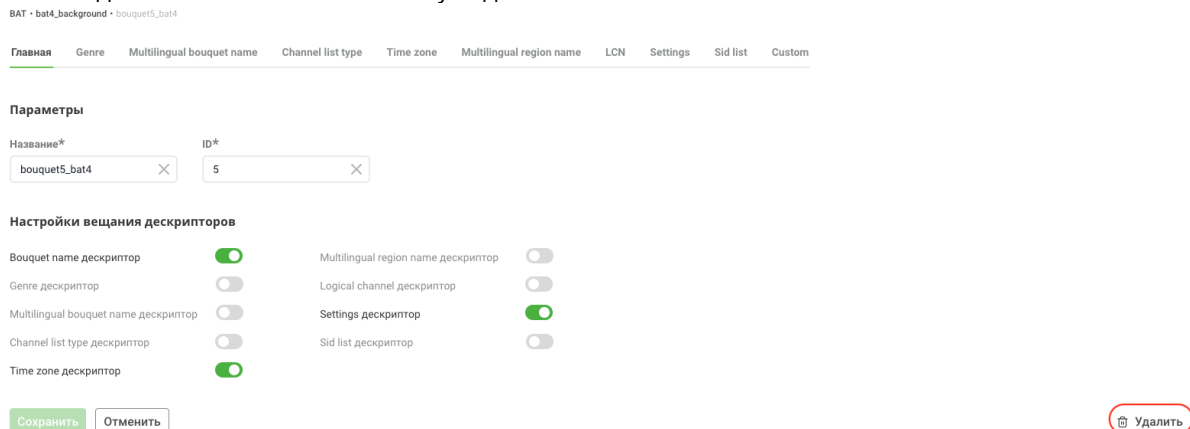 BAT • bat4_background • bouquet5_bat4
Главная Genre Multilingual bouquet name Channel list type Time zone Multilingual region name LCN Settings Sid list Custom
Параметры
Название* ID*
bouquet5_bat4 5
Настройки вещания дескрипторов
Bouquet name дескриптор Multilingual region name дескриптор
Genre дескриптор Logical channel дескриптор
Multilingual bouquet name дескриптор Settings дескриптор
Channel list type дескриптор Sid list дескриптор
Time zone дескриптор
Сохранить Отменить Удалить